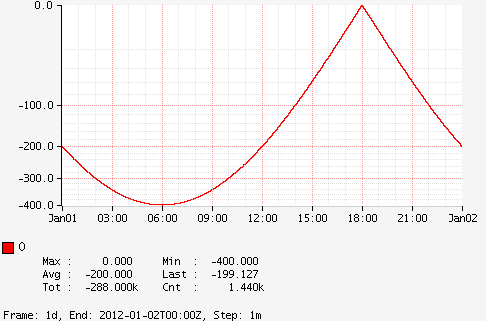 0.0
-100.0
-200.0
-300.0
-400.0
Jan01 03:00 06:00 09:00 12:00 15:00 18:00 21:00 Jan02
0
Max : 0.000 Min : -400.000
Avg : -200.000 Last : -199.127
Tot : -288.000k Cnt : 1.440k
Frame: 1d, End: 2012-01-02T00:00Z, Step: 1m